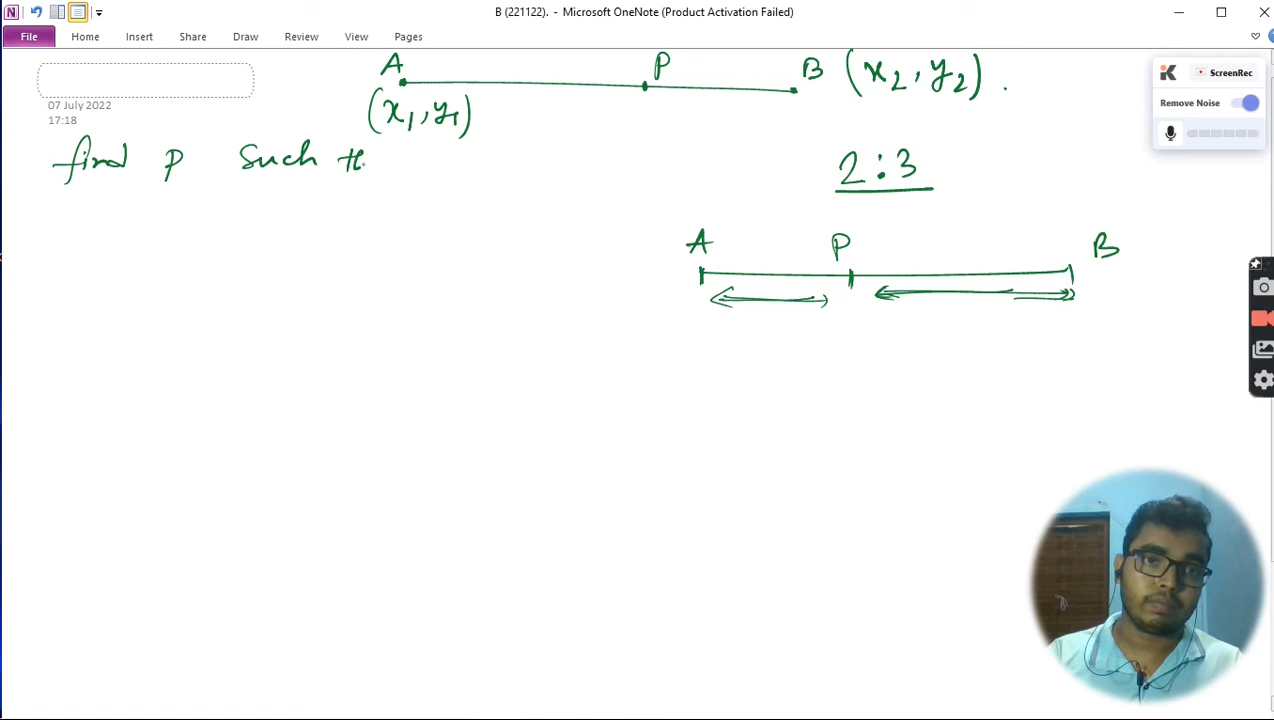 B (221122). - Microsoft OneNote (Product Activation Failed)
File Home Insert Share Draw Review View Pages
A P B (x2, y2).
(x1, y1)
07 July 2022
17:18
find P such th
2:3
A P B
ScreenRec
Remove Noise